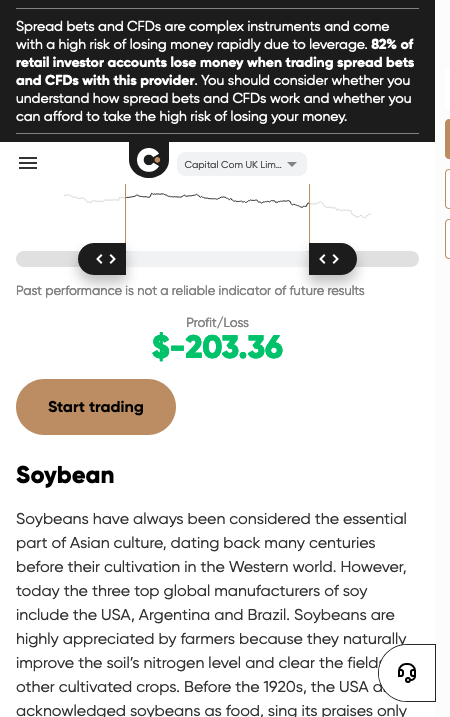 Spread bets and CFDs are complex instruments and come
with a high risk of losing money rapidly due to leverage. 82% of
retail investor accounts lose money when trading spread bets
and CFDs with this provider. You should consider whether you
understand how spread bets and CFDs work and whether you
can afford to take the high risk of losing your money.
Capital Com UK Lim...
Past performance is not a reliable indicator of future results
Profit/Loss
$-203.36
Start trading
Soybean
Soybeans have always been considered the essential
part of Asian culture, dating back many centuries
before their cultivation in the Western world. However,
today the three top global manufacturers of soy
include the USA, Argentina and Brazil. Soybeans are
highly appreciated by farmers because they naturally
improve the soil's nitrogen level and clear the field
other cultivated crops. Before the 1920s, the USA
acknowledged soybeans as food, sing its praises only